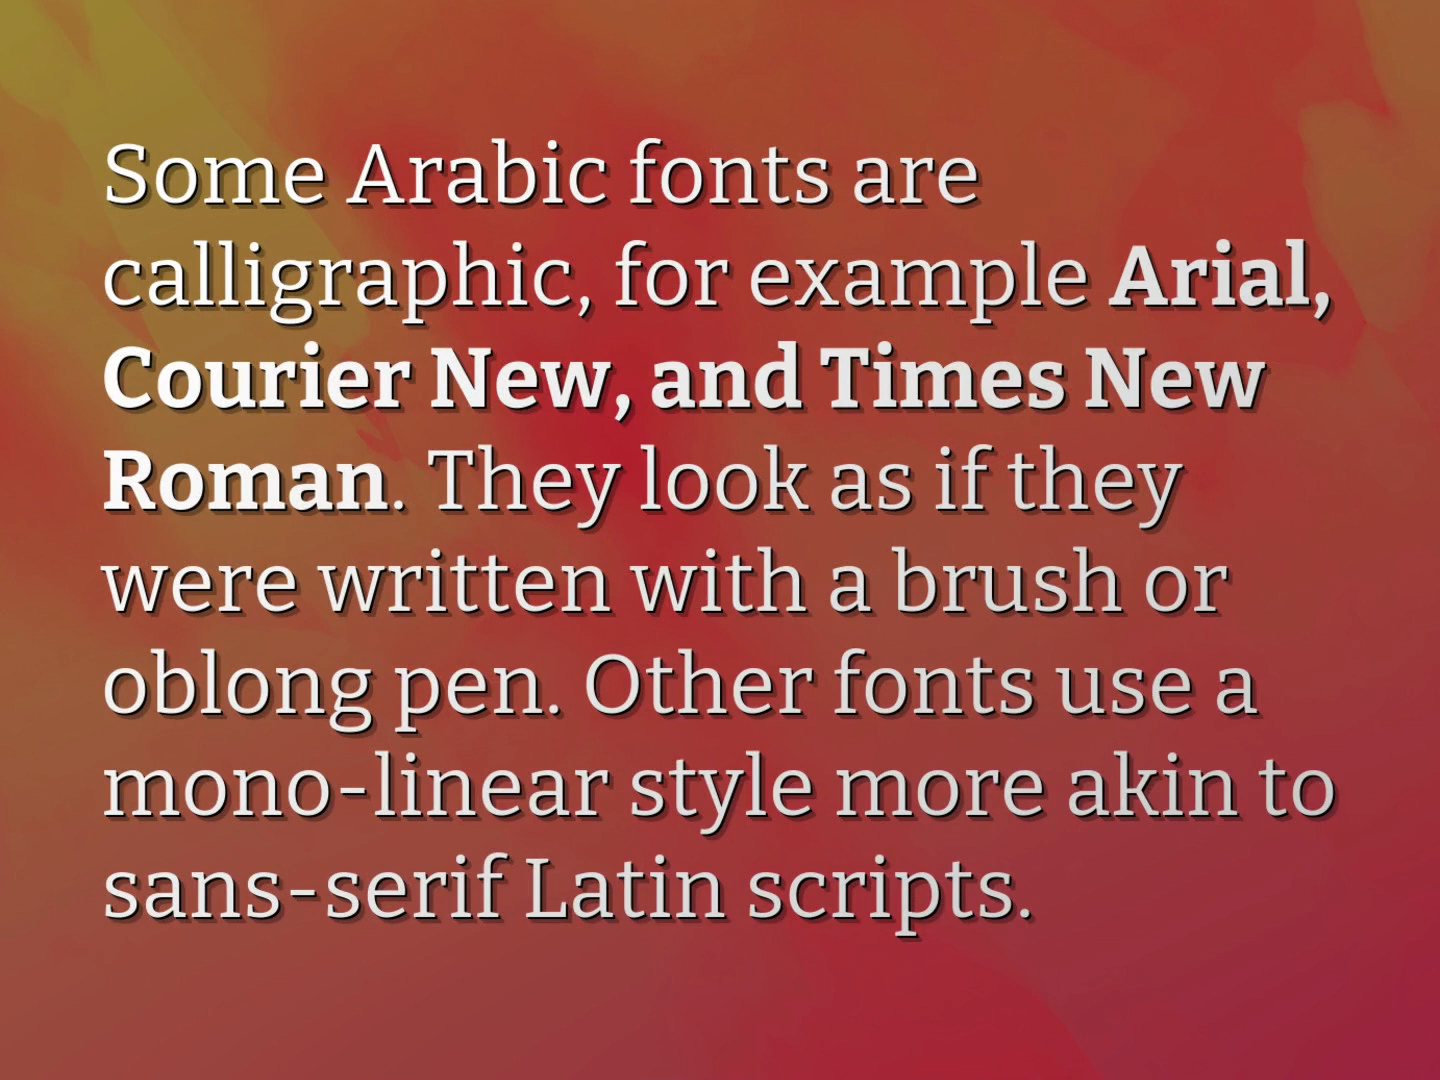 Some Arabic fonts are
calligraphic, for example Arial,
Courier New, and Times New
Roman. They look as if they
were written with a brush or
oblong pen. Other fonts use a
mono-linear style more akin to
sans-serif Latin scripts.